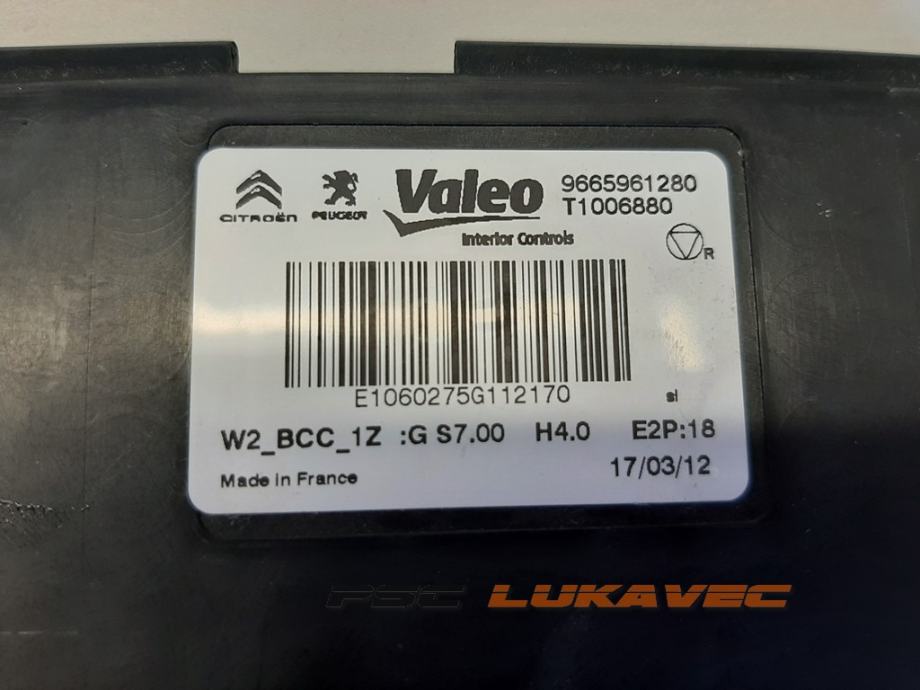 CITROËN PEUGEOT Valeo 9665961280
T1006880
Interior Controls
R
E1060275G112170
sl
W2_BCC_1Z :G S7.00 H4.0 E2P:18
17/03/12
Made in France
PSC LUKAVEC